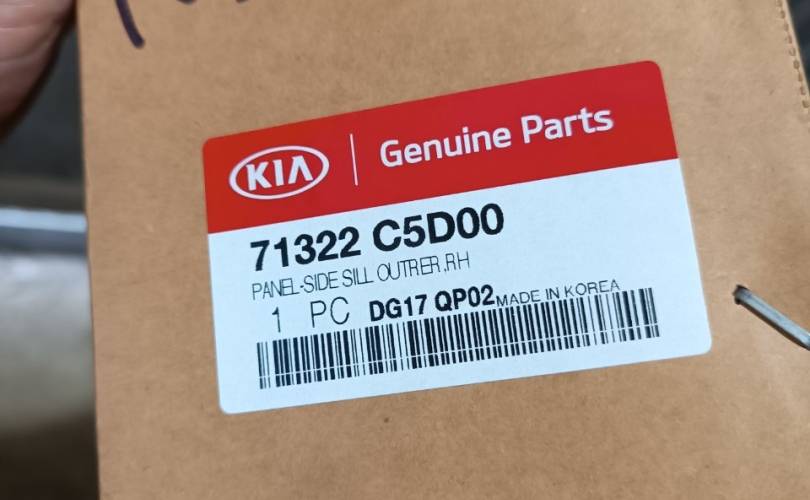 KIA Genuine Parts
71322 C5D00
PANEL-SIDE SILL OUTRER,RH
1 PC DG17 QP02 MADE IN KOREA